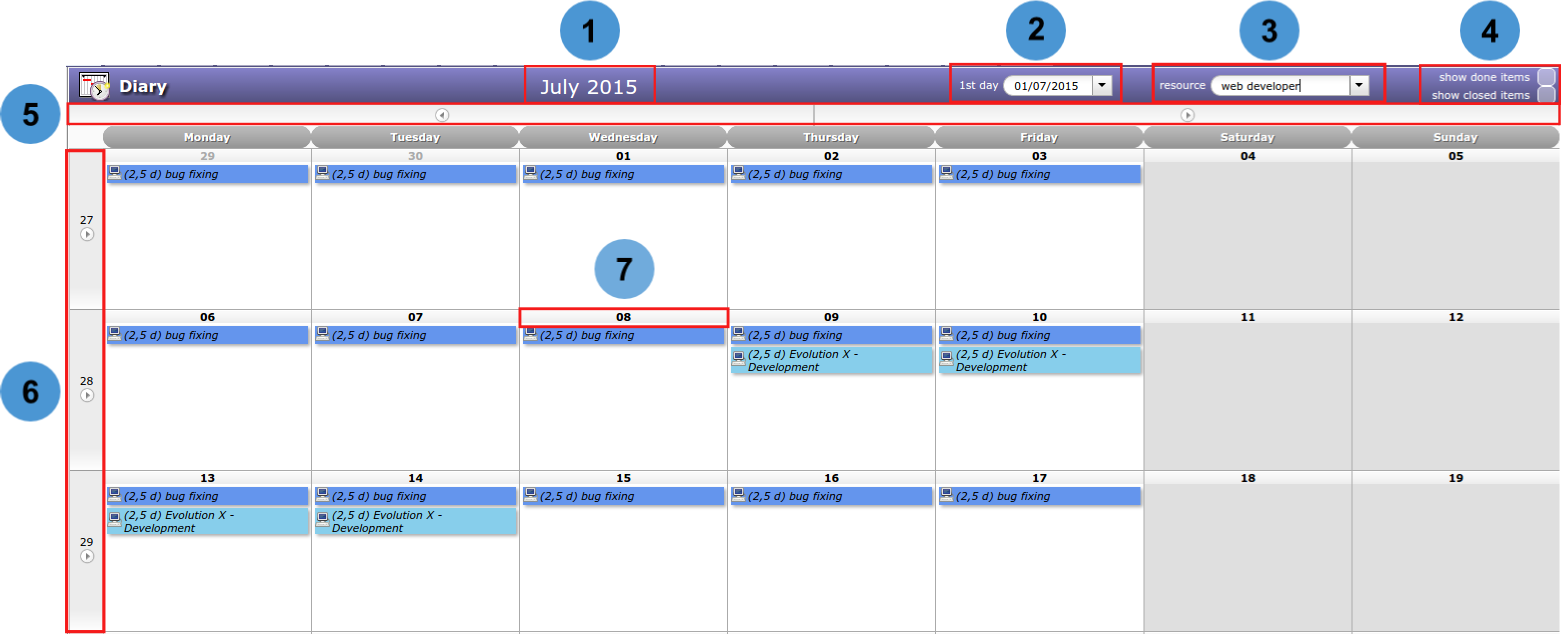 1
2
3
4
Diary
July 2015
1st day 01/07/2015
resource web developer
show done items
show closed items
5
Monday Tuesday Wednesday Thursday Friday Saturday Sunday
29 30 01 02 03 04 05
(2,5 d) bug fixing (2,5 d) bug fixing (2,5 d) bug fixing (2,5 d) bug fixing (2,5 d) bug fixing
27
7
06 07 08 09 10 11 12
(2,5 d) bug fixing (2,5 d) bug fixing (2,5 d) bug fixing (2,5 d) bug fixing (2,5 d) bug fixing
(2,5 d) Evolution X - (2,5 d) Evolution X -
Development Development
28
6
13 14 15 16 17 18 19
(2,5 d) bug fixing (2,5 d) bug fixing (2,5 d) bug fixing (2,5 d) bug fixing (2,5 d) bug fixing
(2,5 d) Evolution X - (2,5 d) Evolution X -
Development Development
29